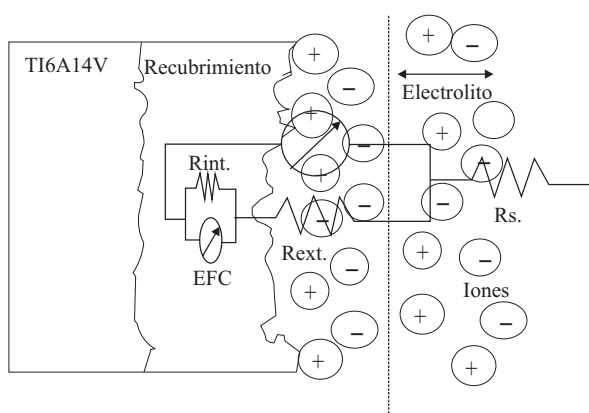 TI6A14V
Recubrimiento
Electrolito
Rint.
EFC
Rext.
Rs.
Iones